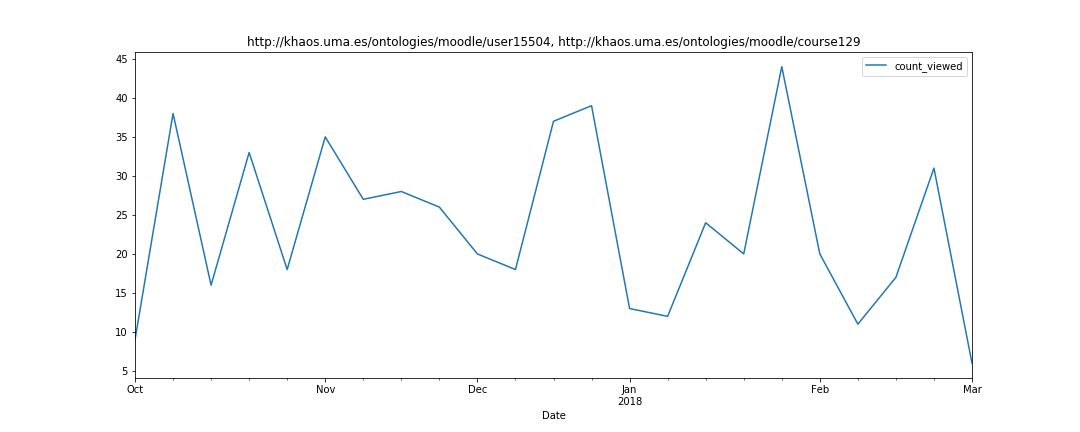 http://khaos.uma.es/ontologies/moodle/user15504, http://khaos.uma.es/ontologies/moodle/course129
count_viewed
45
40
35
30
25
20
15
10
5
Oct Nov Dec Jan Feb Mar
2018
Date